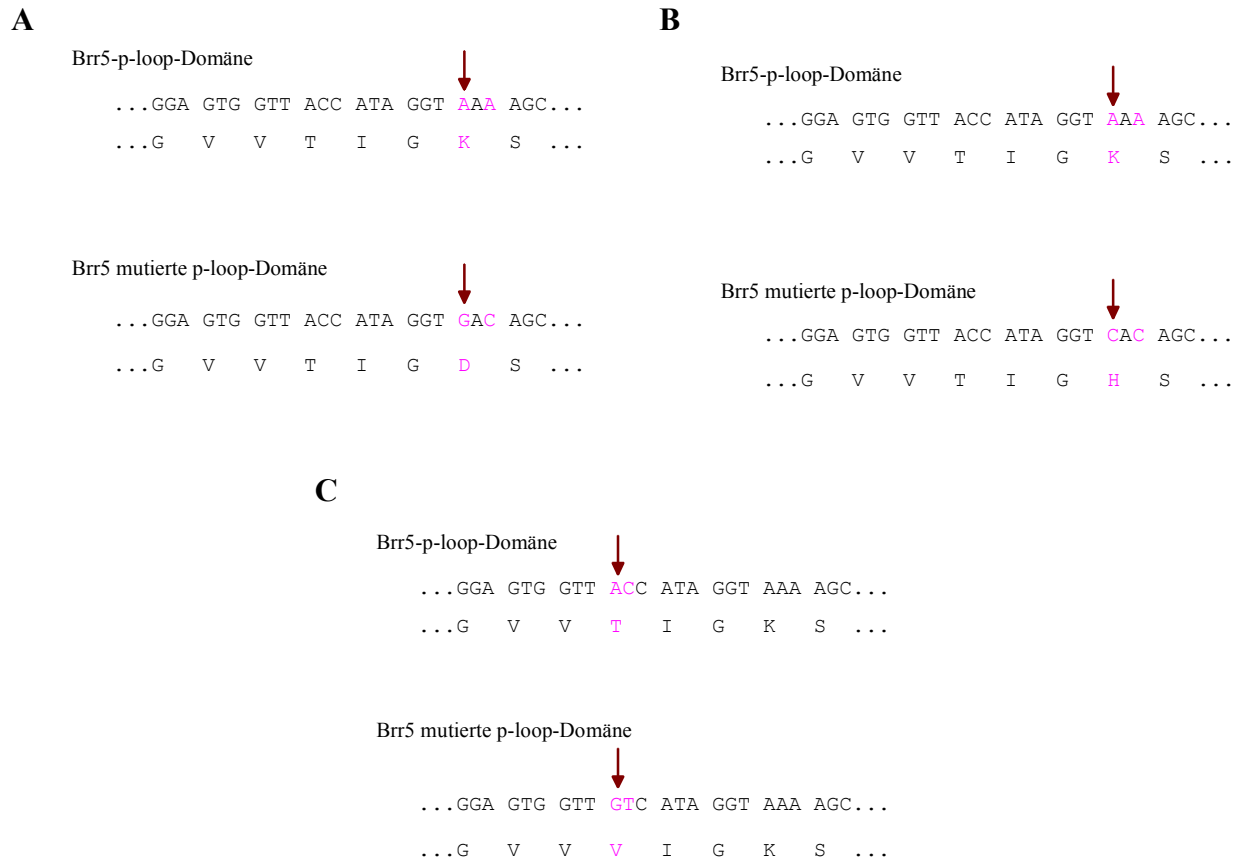 A
Brr5-p-loop-Domäne
...GGA GTG GTT ACC ATA GGT AAA AGC...
...G V V T I G K S ...
Brr5 mutierte p-loop-Domäne
...GGA GTG GTT ACC ATA GGT GAC AGC...
...G V V T I G D S ...
B
Brr5-p-loop-Domäne
...GGA GTG GTT ACC ATA GGT AAA AGC...
...G V V T I G K S ...
Brr5 mutierte p-loop-Domäne
...GGA GTG GTT ACC ATA GGT CAC AGC...
...G V V T I G H S ...
C
Brr5-p-loop-Domäne
...GGA GTG GTT ACC ATA GGT AAA AGC...
...G V V T I G K S ...
Brr5 mutierte p-loop-Domäne
...GGA GTG GTT GTC ATA GGT AAA AGC...
...G V V V I G K S ...